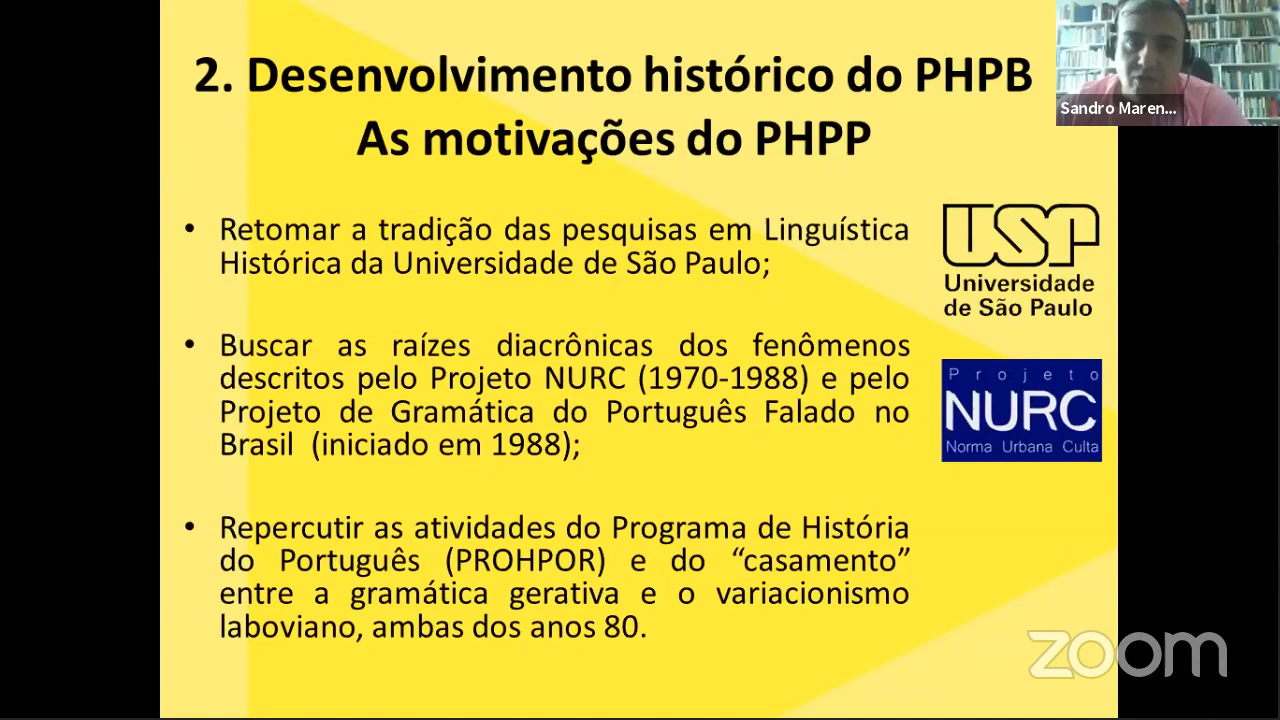 2. Desenvolvimento histórico do PHPB
As motivações do PHPP
Sandro Maren...
• Retomar a tradição das pesquisas em Linguística
Histórica da Universidade de São Paulo;
USP
Universidade
de São Paulo
• Buscar as raízes diacrônicas dos fenômenos
descritos pelo Projeto NURC (1970-1988) e pelo
Projeto de Gramática do Português Falado no
Brasil (iniciado em 1988);
Projeto
NURC
Norma Urbana Culta
• Repercutir as atividades do Programa de História
do Português (PROHPOR) e do “casamento”
entre a gramática gerativa e o variacionismo
laboviano, ambas dos anos 80.
zoom